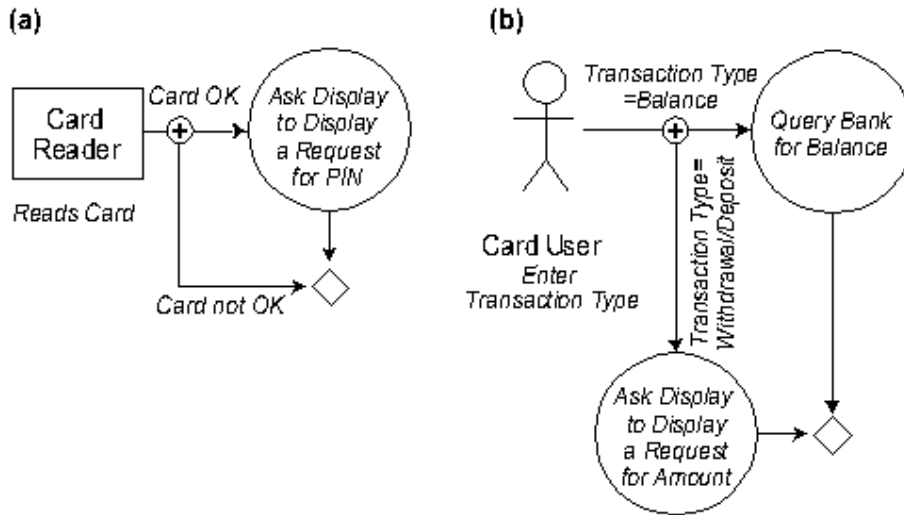 (a)
Card OK
Card
Reader
Ask Display
to Display
a Request
for PIN
Reads Card
Card not OK
(b)
Transaction Type
=Balance
Query Bank
for Balance
Card User
Enter
Transaction Type
Transaction Type=
Withdrawal/Deposit
Ask Display
to Display
a Request
for Amount